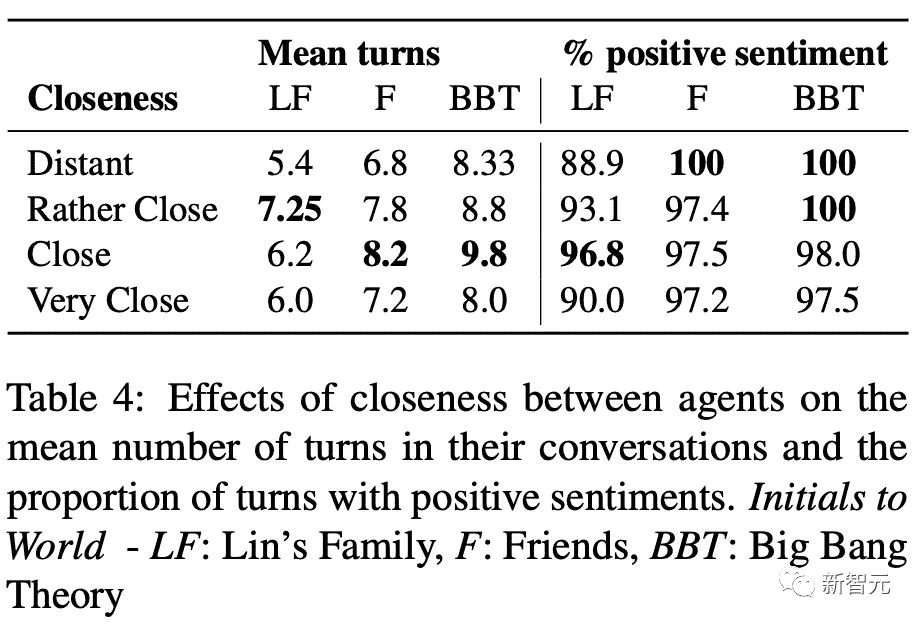 Mean turns % positive sentiment
Closeness LF F BBT LF F BBT
Distant 5.4 6.8 8.33 88.9 100 100
Rather Close 7.25 7.8 8.8 93.1 97.4 100
Close 6.2 8.2 9.8 96.8 97.5 98.0
Very Close 6.0 7.2 8.0 90.0 97.2 97.5
Table 4: Effects of closeness between agents on the
mean number of turns in their conversations and the
proportion of turns with positive sentiments. Initials to
World - LF: Lin's Family, F: Friends, BBT: Big Bang
Theory
新智元